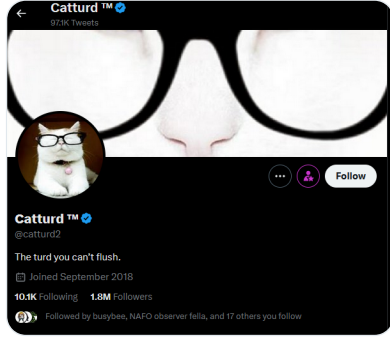 Catturd ™
97.1K Tweets
Follow
Catturd ™
@catturd2
The turd you can't flush.
Joined September 2018
10.1K Following 1.8M Followers
Followed by busybee, NAFO observer fella, and 17 others you follow